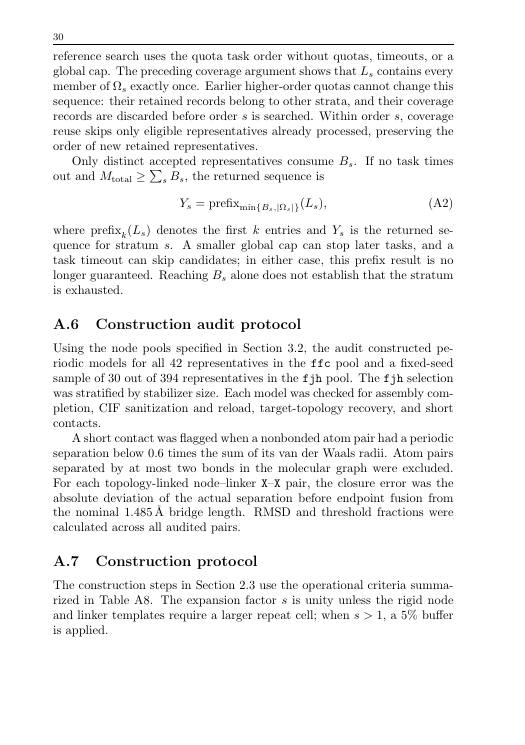 30
reference search uses the quota task order without quotas, timeouts, or a
global cap. The preceding coverage argument shows that Lₛ contains every
member of Ωₛ exactly once. Earlier higher-order quotas cannot change this
sequence: their retained records belong to other strata, and their coverage
records are discarded before order s is searched. Within order s, coverage
reuse skips only eligible representatives already processed, preserving the
order of new retained representatives.
Only distinct accepted representatives consume Bₛ. If no task times
out and M_total ≥ ∑ₛ Bₛ, the returned sequence is
Yₛ = prefix_min{Bₛ,|Ωₛ|}(Lₛ), (A2)
where prefixₖ(Lₛ) denotes the first k entries and Yₛ is the returned se-
quence for stratum s. A smaller global cap can stop later tasks, and a
task timeout can skip candidates; in either case, this prefix result is no
longer guaranteed. Reaching Bₛ alone does not establish that the stratum
is exhausted.
A.6 Construction audit protocol
Using the node pools specified in Section 3.2, the audit constructed pe-
riodic models for all 42 representatives in the ffc pool and a fixed-seed
sample of 30 out of 394 representatives in the fjh pool. The fjh selection
was stratified by stabilizer size. Each model was checked for assembly com-
pletion, CIF sanitization and reload, target-topology recovery, and short
contacts.
A short contact was flagged when a nonbonded atom pair had a periodic
separation below 0.6 times the sum of its van der Waals radii. Atom pairs
separated by at most two bonds in the molecular graph were excluded.
For each topology-linked node–linker X–X pair, the closure error was the
absolute deviation of the actual separation before endpoint fusion from
the nominal 1.485 Å bridge length. RMSD and threshold fractions were
calculated across all audited pairs.
A.7 Construction protocol
The construction steps in Section 2.3 use the operational criteria summa-
rized in Table A8. The expansion factor s is unity unless the rigid node
and linker templates require a larger repeat cell; when s > 1, a 5% buffer
is applied.